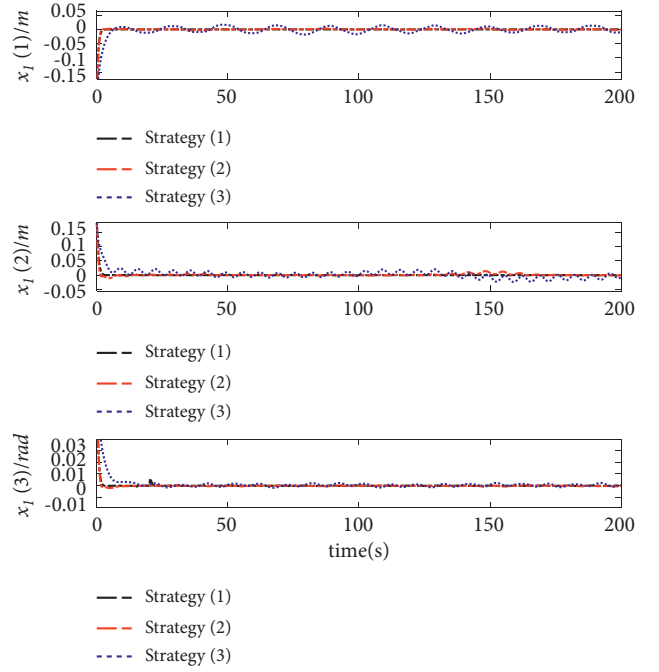 x1 (1)/m
0.05
0
-0.05
-0.1
-0.15
0 50 100 150 200
Strategy (1)
Strategy (2)
Strategy (3)
x1 (2)/m
0.15
0.1
0.05
0
-0.05
0 50 100 150 200
Strategy (1)
Strategy (2)
Strategy (3)
x1 (3)/rad
0.03
0.02
0.01
0
-0.01
0 50 100 150 200
time(s)
Strategy (1)
Strategy (2)
Strategy (3)